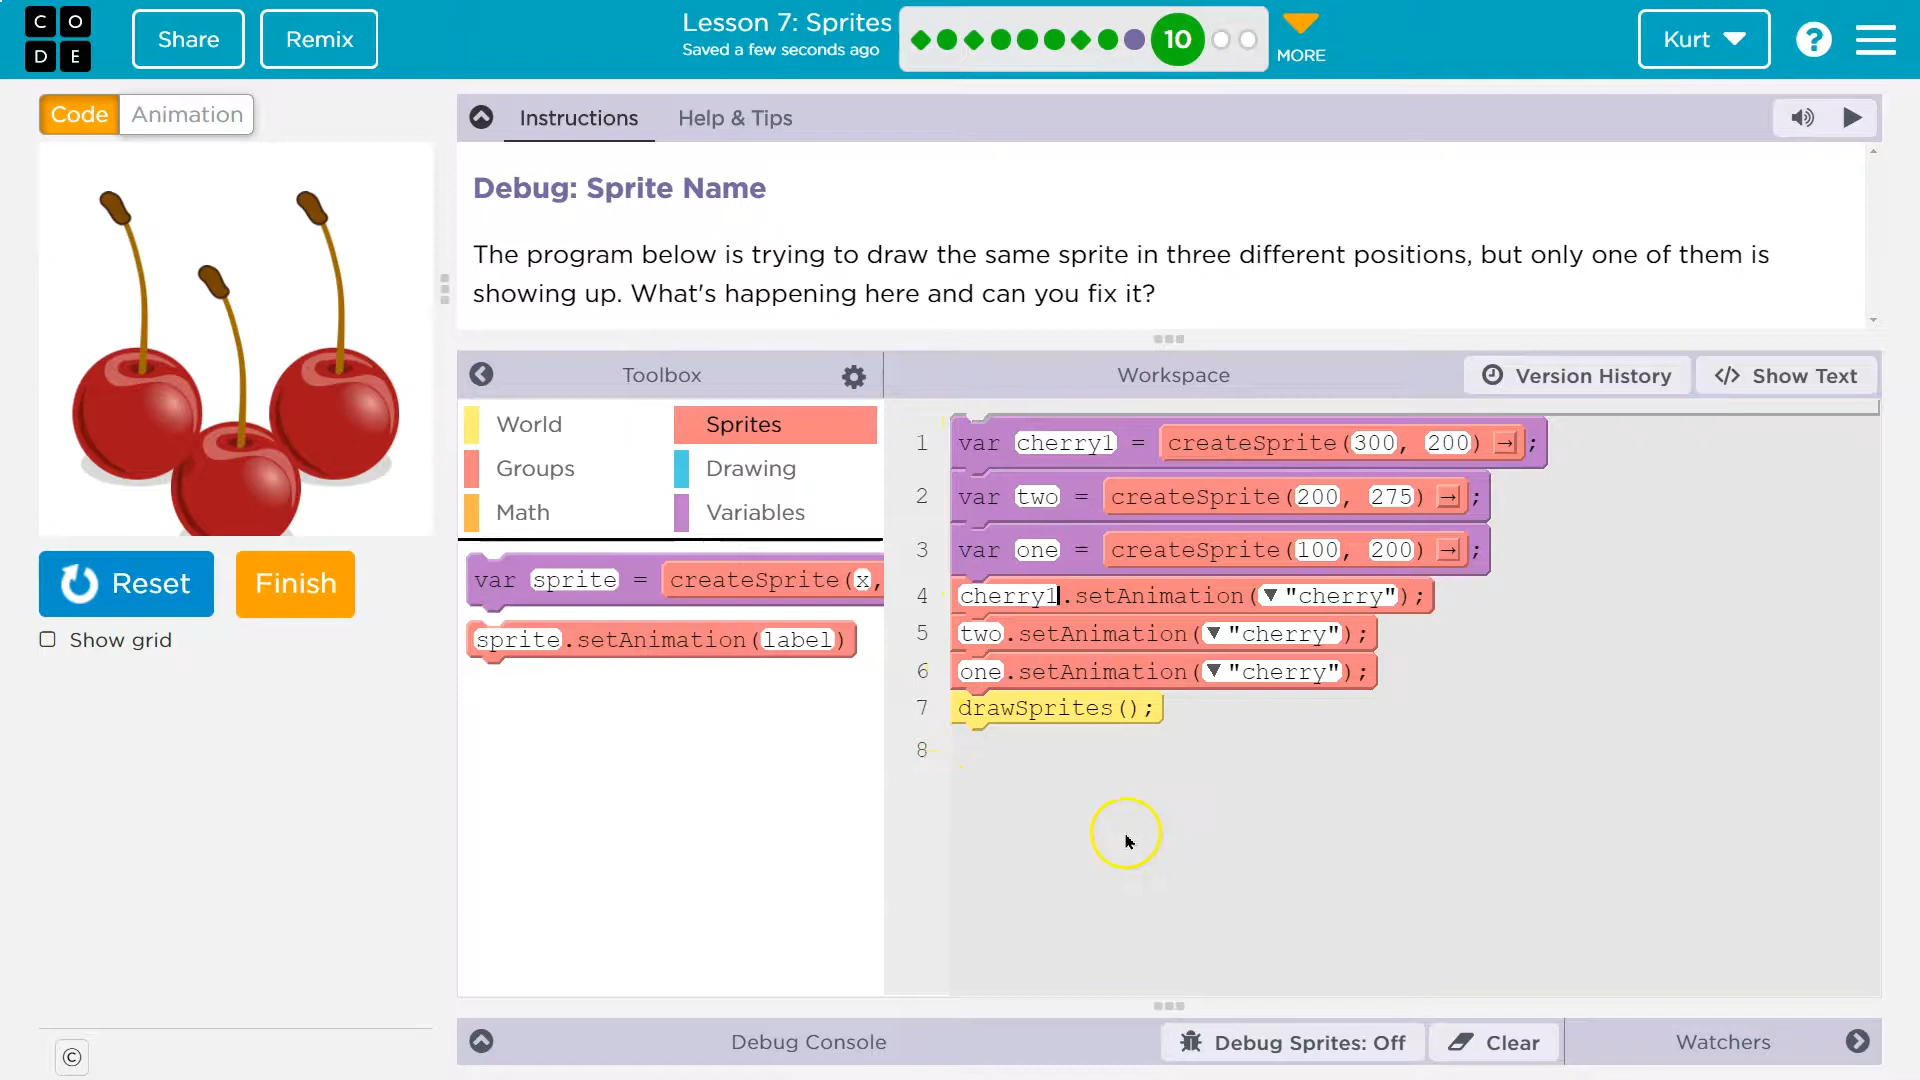 C O
D E
Share
Remix
Lesson 7: Sprites
Saved a few seconds ago
10
MORE
Kurt
?
Code
Animation
Instructions
Help & Tips
Debug: Sprite Name
The program below is trying to draw the same sprite in three different positions, but only one of them is
showing up. What's happening here and can you fix it?
Toolbox
Workspace
Version History
</> Show Text
World
Sprites
Groups
Drawing
Math
Variables
var sprite = createSprite(x,
sprite.setAnimation(label)
1 var cherry1 = createSprite(300, 200) → ;
2 var two = createSprite(200, 275) → ;
3 var one = createSprite(100, 200) → ;
4 cherry1.setAnimation(▼ "cherry");
5 two.setAnimation(▼ "cherry");
6 one.setAnimation(▼ "cherry");
7 drawSprites();
8
Reset
Finish
Show grid
©
Debug Console
Debug Sprites: Off
Clear
Watchers